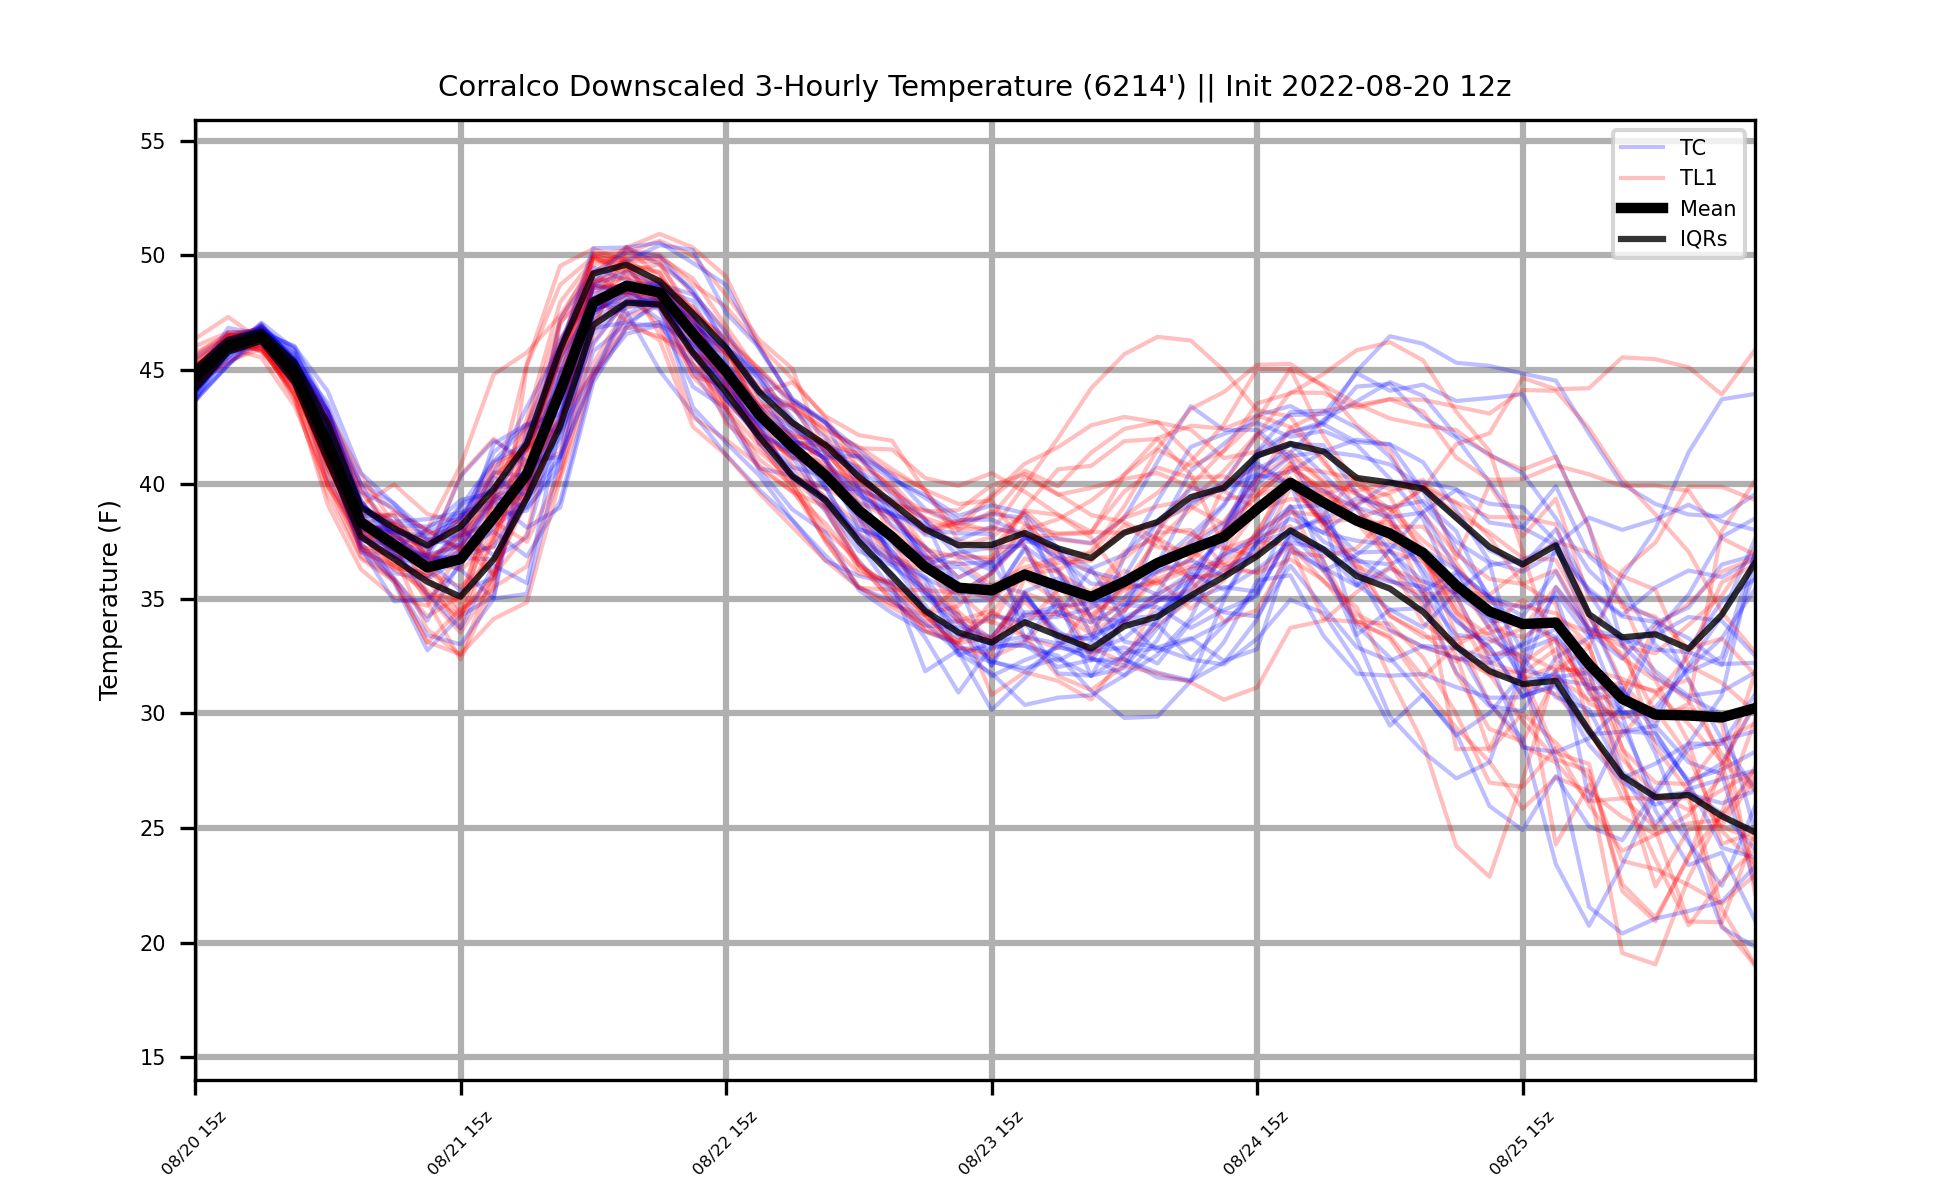 Corralco Downscaled 3-Hourly Temperature (6214') || Init 2022-08-20 12z
55
50
45
40
35
30
25
20
15
Temperature (F)
TC
TL1
Mean
IQRs
08/20 15z
08/21 15z
08/22 15z
08/23 15z
08/24 15z
08/25 15z